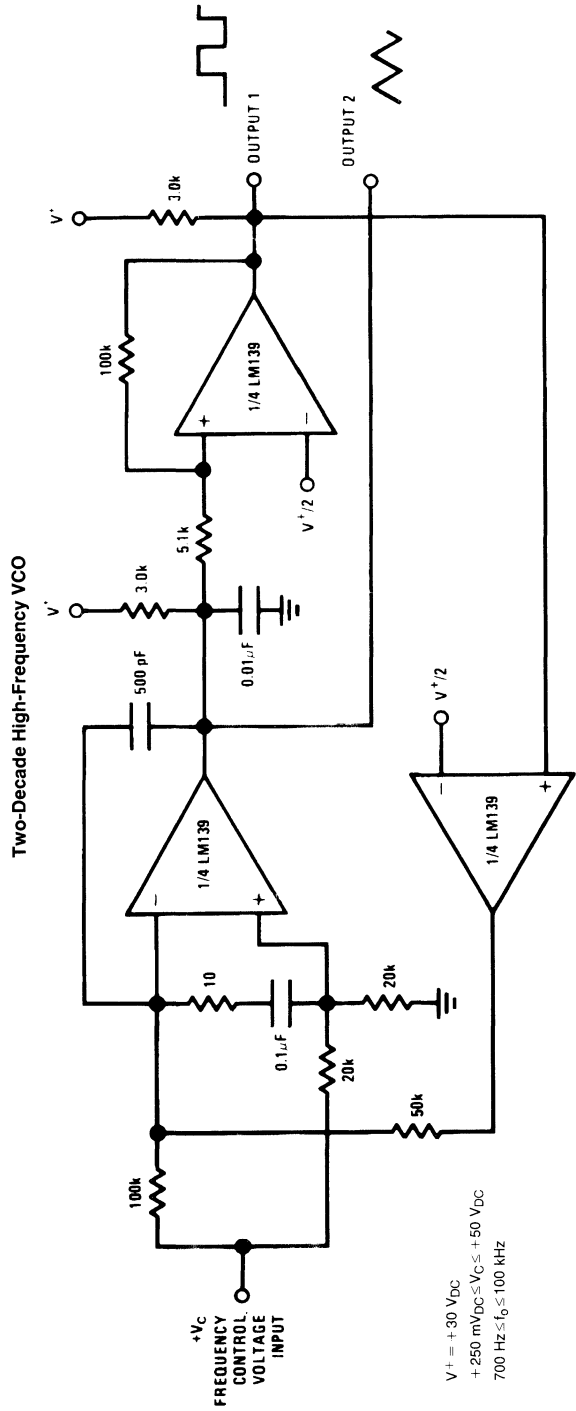 Two-Decade High-Frequency VCO
V+
3.0k
500 pF
100k
V+
3.0k
5.1k
0.01μF
+
–
1/4 LM139
V+/2
OUTPUT 1
OUTPUT 2
–
+
1/4 LM139
100k
10
0.1μF
20k
20k
50k
+VC
FREQUENCY
CONTROL
VOLTAGE
INPUT
–
+
1/4 LM139
V+/2
V+ = +30 VDC
+250 mVDC ≤ VC ≤ +50 VDC
700 Hz ≤ fo ≤ 100 kHz